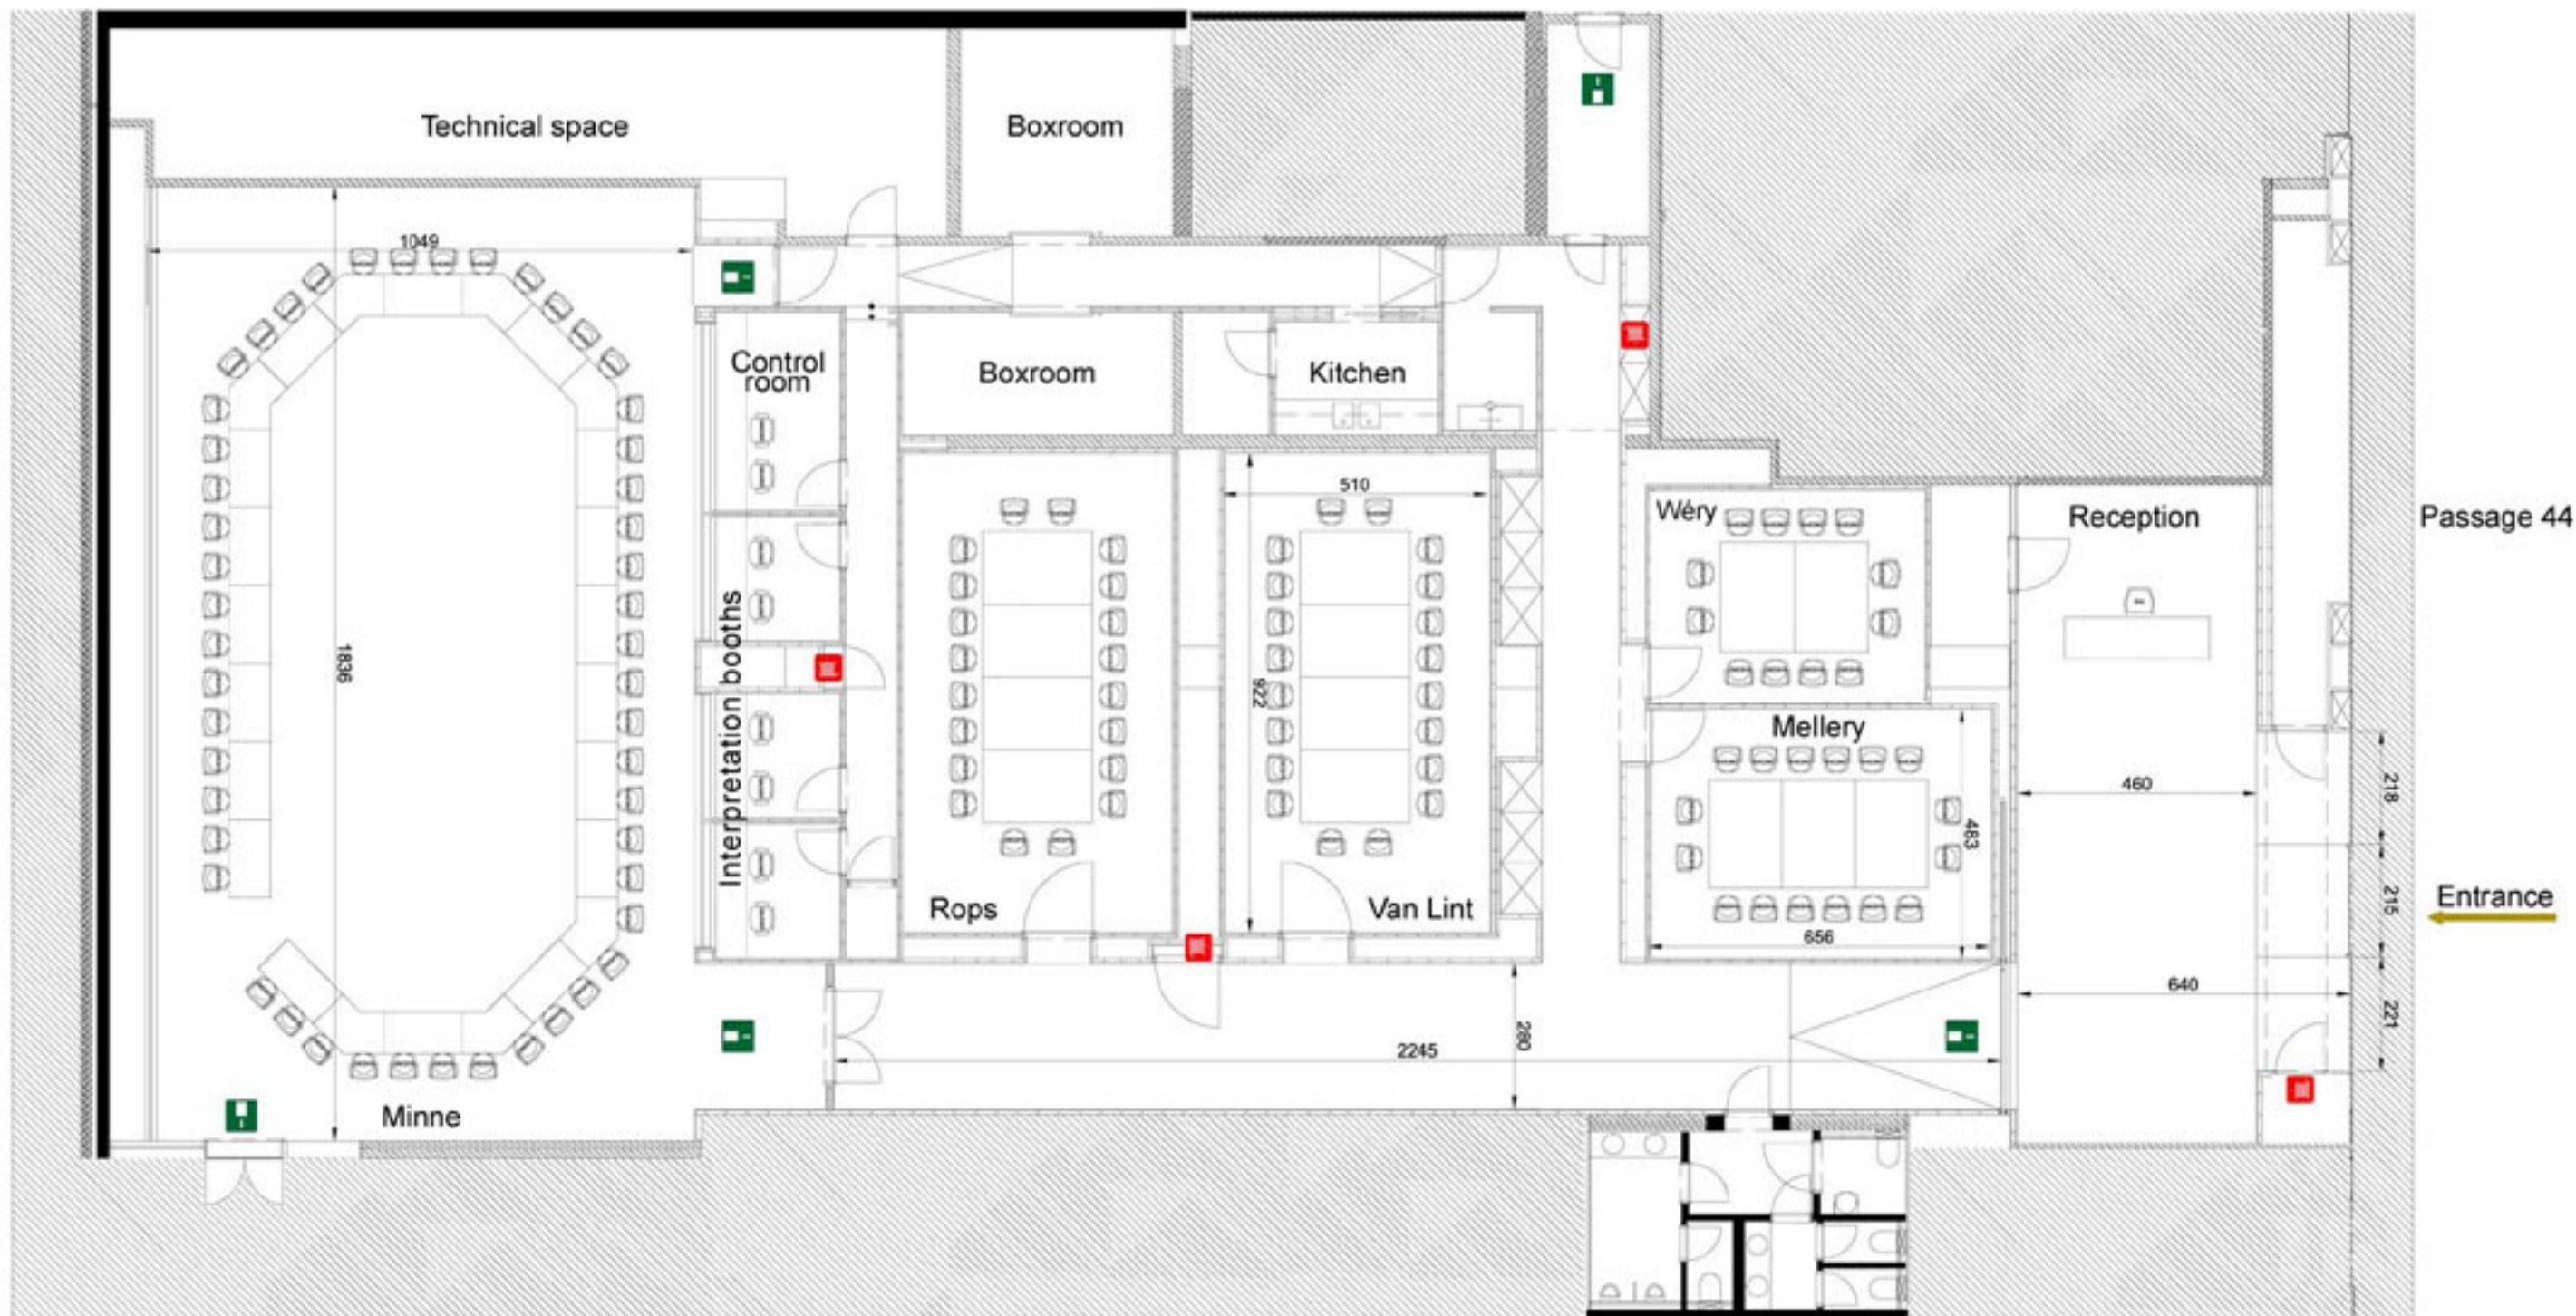 Technical space
Boxroom
1049
Control
room
Boxroom
Kitchen
510
Wéry
Reception
Passage 44
Interpretation booths
1836
922
Mellery
460
218
483
Rops
Van Lint
656
215
Entrance
640
221
280
2245
Minne